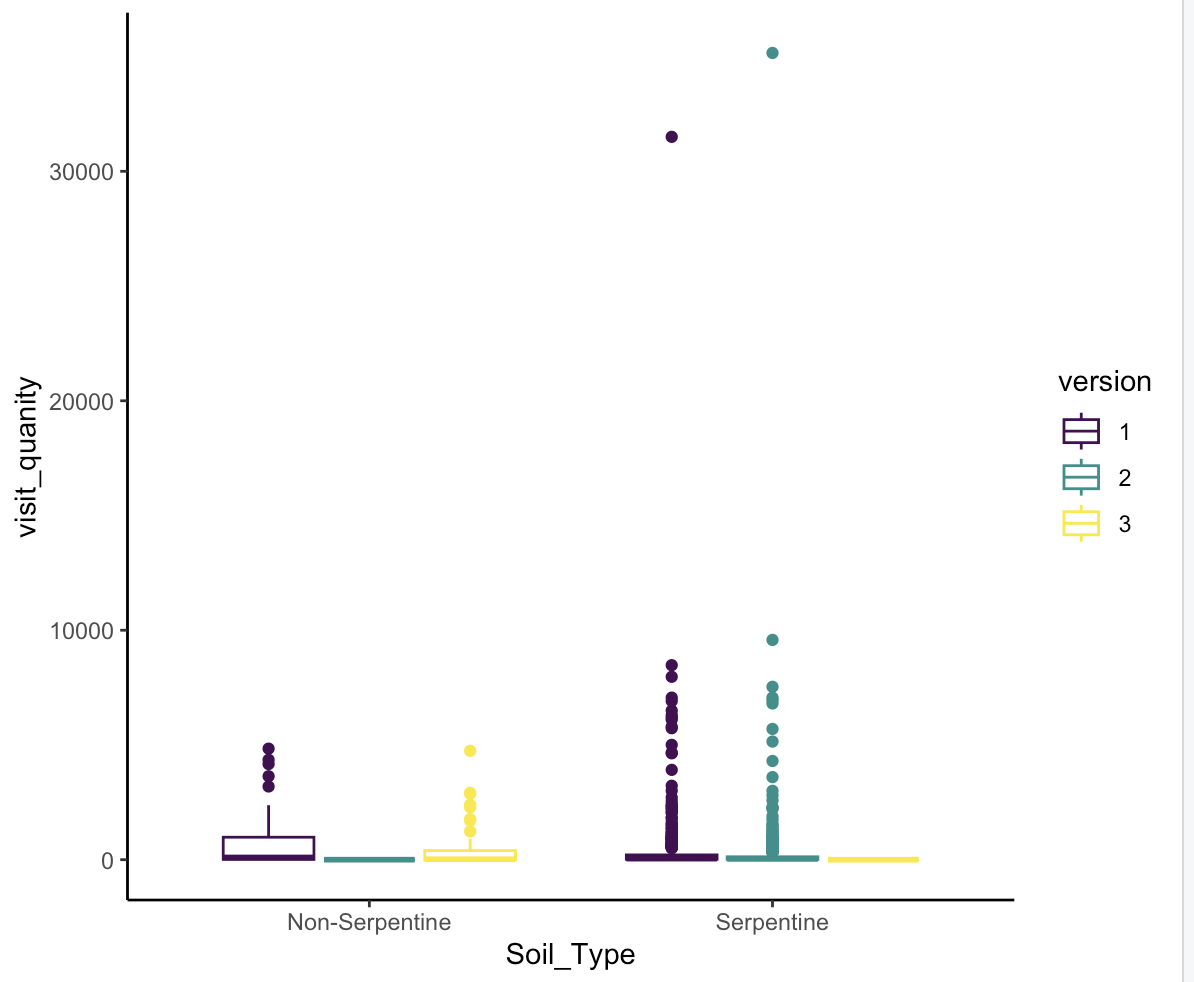 visit_quanity
30000
20000
10000
0
Non-Serpentine
Serpentine
Soil_Type
version
1
2
3